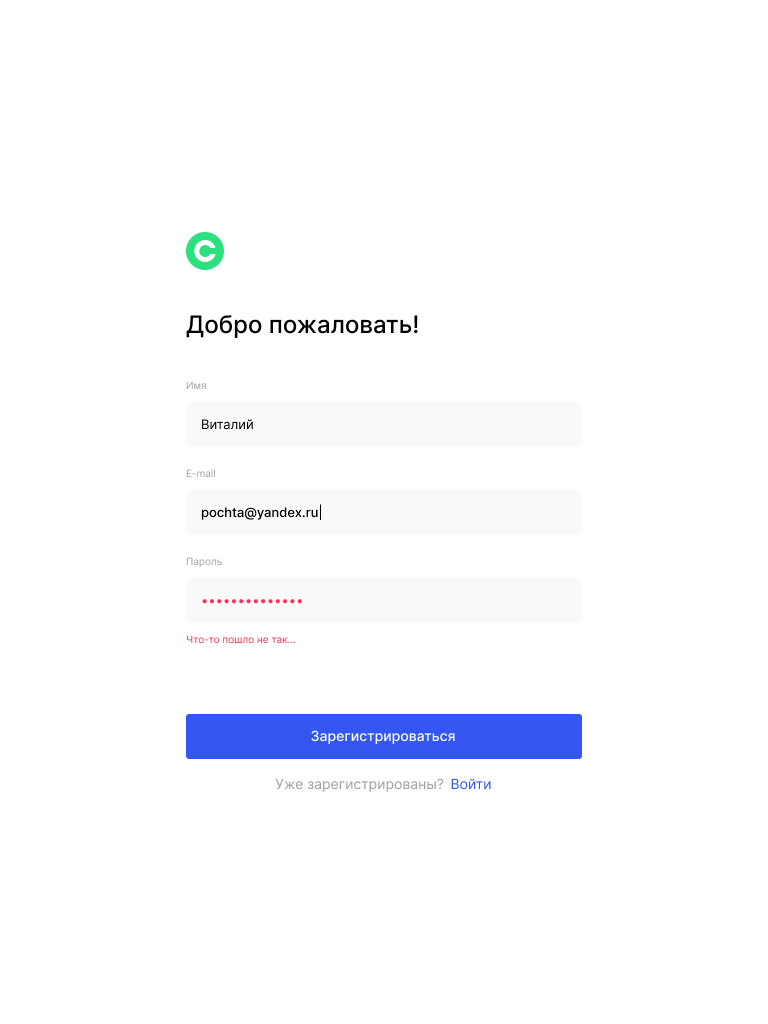 Добро пожаловать!
Имя
Виталий
E-mail
pochta@yandex.ru
Пароль
••••••••••••••
Что-то пошло не так...
Зарегистрироваться
Уже зарегистрированы? Войти